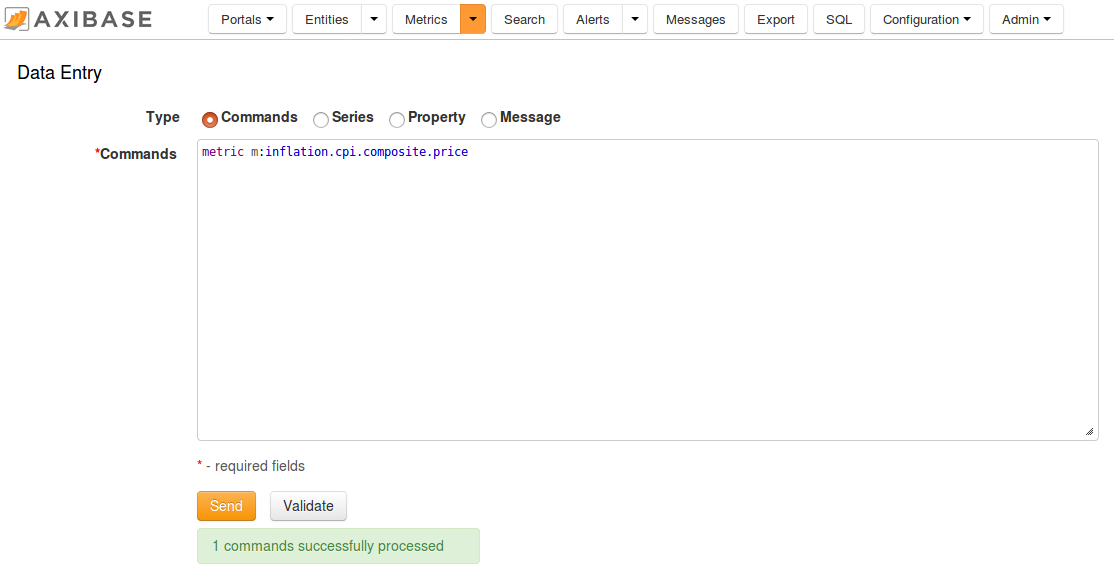 AXIBASE Portals Entities Metrics Search Alerts Messages Export SQL Configuration Admin
Data Entry
Type Commands Series Property Message
*Commands metric m:inflation.cpi.composite.price
* - required fields
Send Validate
1 commands successfully processed